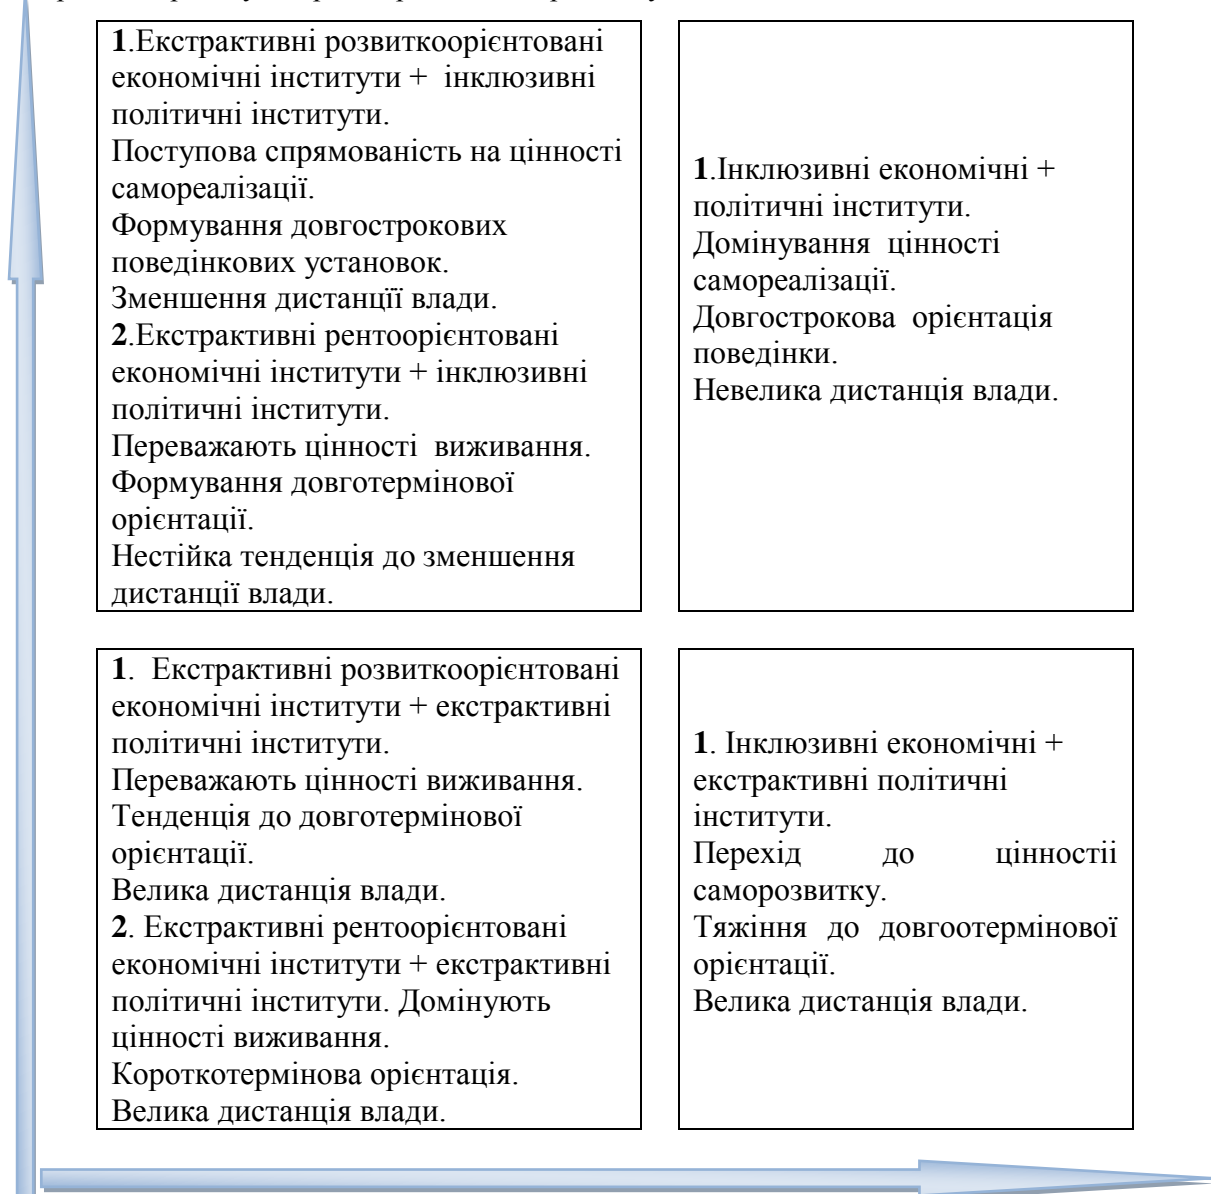 1.Екстрактивні розвиткоорієнтовані
економічні інститути + інклюзивні
політичні інститути.
Поступова спрямованість на цінності
самореалізації.
Формування довгострокових
поведінкових установок.
Зменшення дистанції влади.
2.Екстрактивні рентоорієнтовані
економічні інститути + інклюзивні
політичні інститути.
Переважають цінності виживання.
Формування довготермінової
орієнтації.
Нестійка тенденція до зменшення
дистанції влади.
1.Інклюзивні економічні +
політичні інститути.
Домінування цінності
самореалізації.
Довгострокова орієнтація
поведінки.
Невелика дистанція влади.
1. Екстрактивні розвиткоорієнтовані
економічні інститути + екстрактивні
політичні інститути.
Переважають цінності виживання.
Тенденція до довготермінової
орієнтації.
Велика дистанція влади.
2. Екстрактивні рентоорієнтовані
економічні інститути + екстрактивні
політичні інститути. Домінують
цінності виживання.
Короткотермінова орієнтація.
Велика дистанція влади.
1. Інклюзивні економічні +
екстрактивні політичні
інститути.
Перехід до цінностіі
саморозвитку.
Тяжіння до довгоотермінової
орієнтації.
Велика дистанція влади.